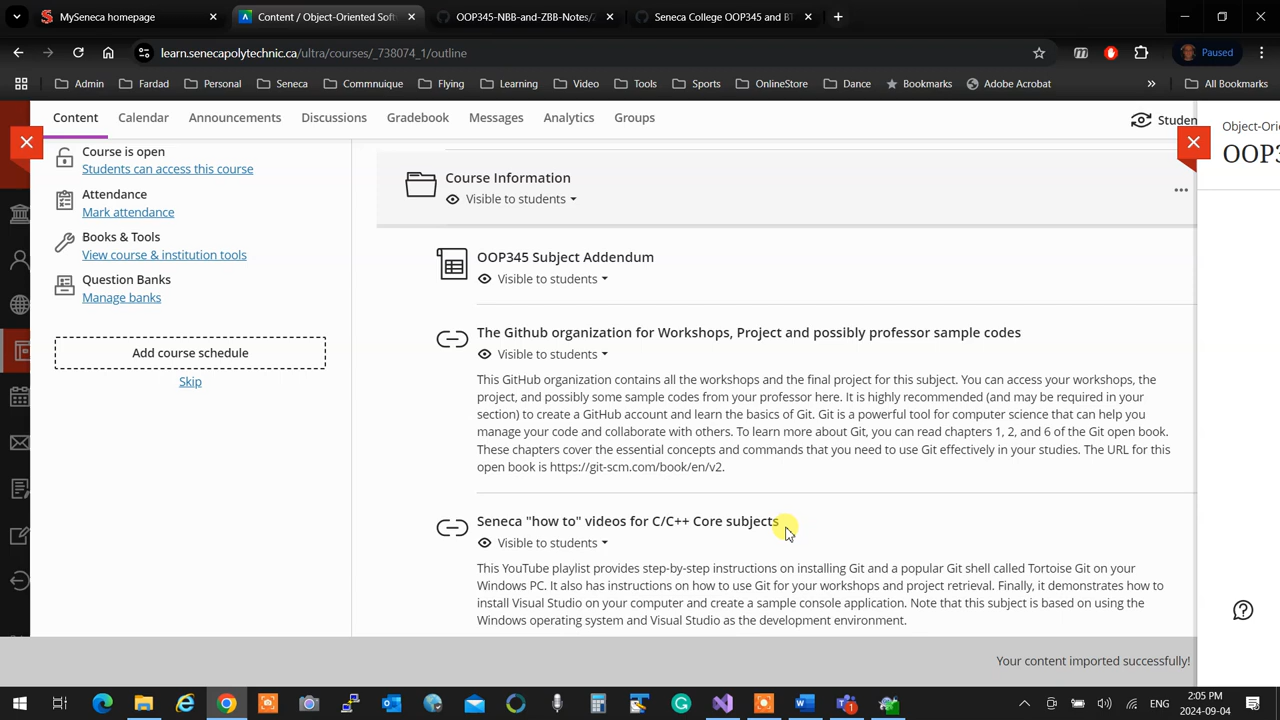 MySeneca homepage
Content / Object-Oriented Soft
OOP345-NBB-and-ZBB-Notes/
Seneca College OOP345 and BT
learn.senecapolytechnic.ca/ultra/courses/_738074_1/outline
Paused
Admin
Fardad
Personal
Seneca
Commnuique
Flying
Lending
Video
Tools
Sports
OnlineStore
Dance
Bookmarks
Adobe Acrobat
All Bookmarks
Content
Calendar
Announcements
Discussions
Gradebook
Messages
Analytics
Groups
Studen
Object-Orie
OOP3
Course is open
Students can access this course
Attendance
Mark attendance
Books & Tools
View course & institution tools
Question Banks
Manage banks
Add course schedule
Skip
Course Information
Visible to students
OOP345 Subject Addendum
Visible to students
The Github organization for Workshops, Project and possibly professor sample codes
Visible to students
This GitHub organization contains all the workshops and the final project for this subject. You can access your workshops, the
project, and possibly some sample codes from your professor here. It is highly recommended (and may be required in your
section) to create a GitHub account and learn the basics of Git. Git is a powerful tool for computer science that can help you
manage your code and collaborate with others. To learn more about Git, you can read chapters 1, 2, and 6 of the Git open book.
These chapters cover the essential concepts and commands that you need to use Git effectively in your studies. The URL for this
open book is https://git-scm.com/book/en/v2.
Seneca "how to" videos for C/C++ Core subjects
Visible to students
This YouTube playlist provides step-by-step instructions on installing Git and a popular Git shell called Tortoise Git on your
Windows PC. It also has instructions on how to use Git for your workshops and project retrieval. Finally, it demonstrates how to
install Visual Studio on your computer and create a sample console application. Note that this subject is based on using the
Windows operating system and Visual Studio as the development environment.
Your content imported successfully!
ENG
2:05 PM
2024-09-04